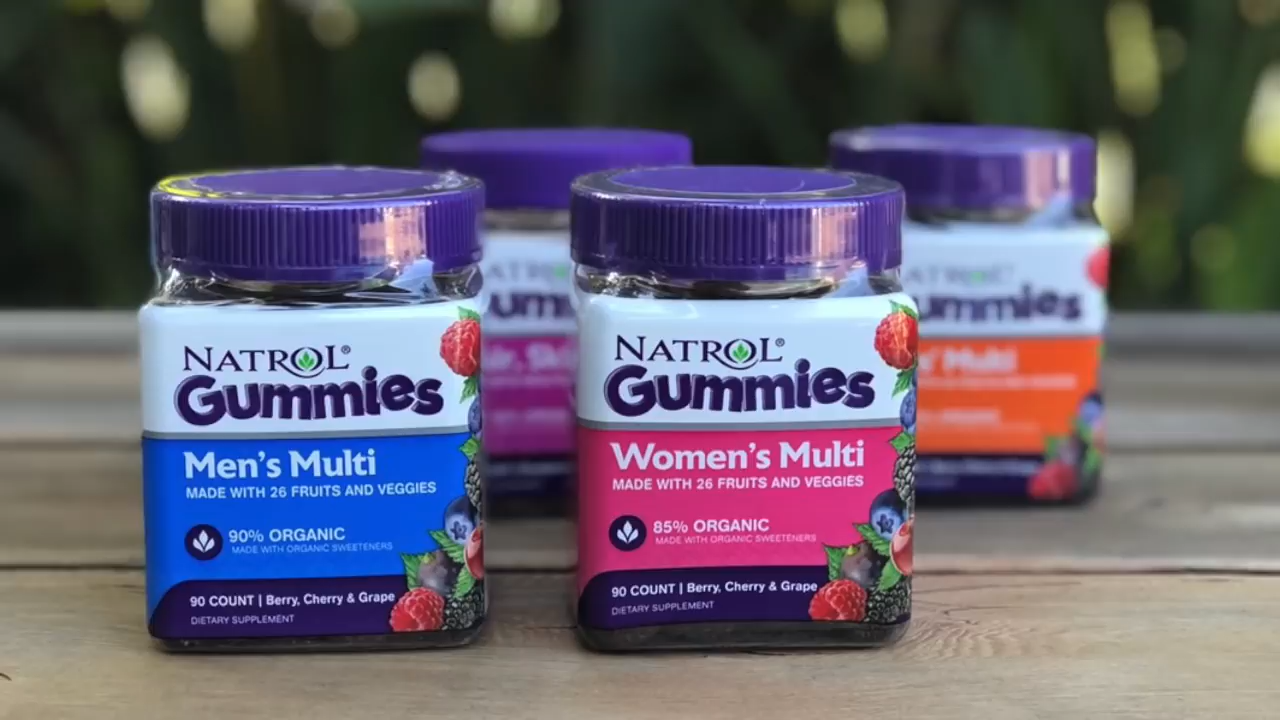 NATROL®
Gummies
Men's Multi
MADE WITH 26 FRUITS AND VEGGIES
90% ORGANIC
MADE WITH ORGANIC SWEETENERS
90 COUNT | Berry, Cherry & Grape
DIETARY SUPPLEMENT
NATROL®
Gummies
Women's Multi
MADE WITH 26 FRUITS AND VEGGIES
85% ORGANIC
MADE WITH ORGANIC SWEETENERS
90 COUNT | Berry, Cherry & Grape
DIETARY SUPPLEMENT
Multi